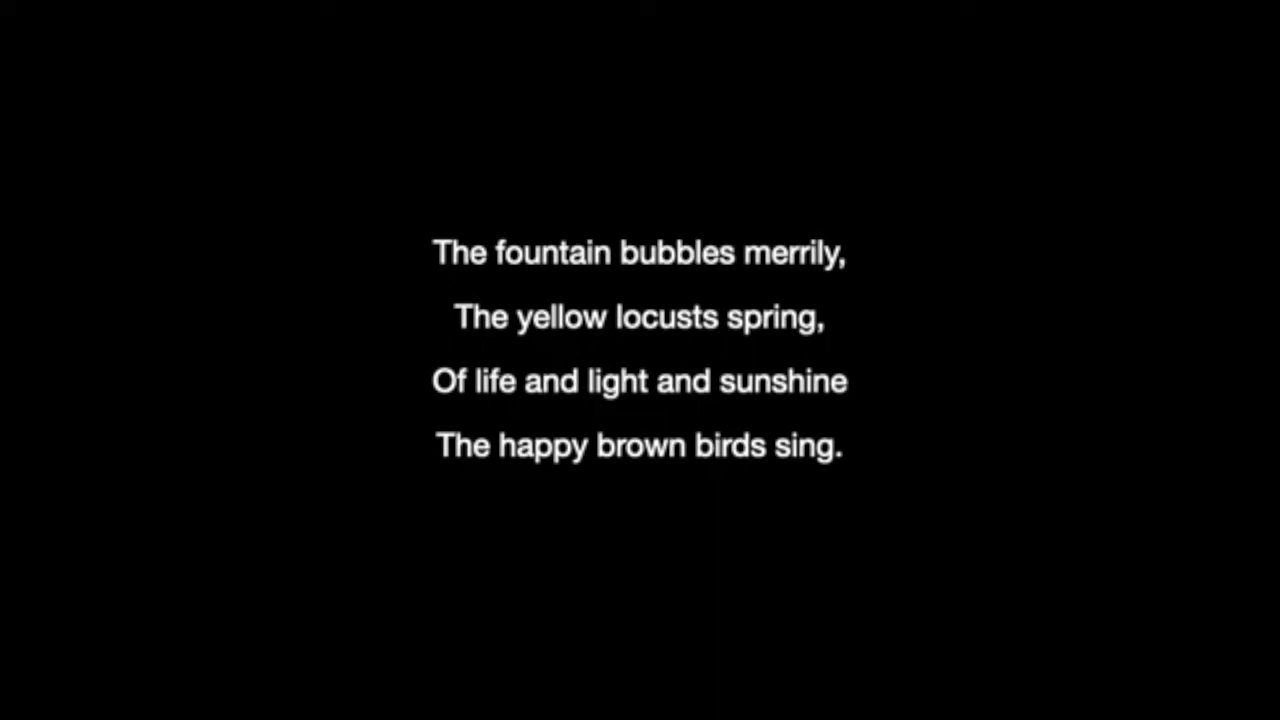 The fountain bubbles merrily,
The yellow locusts spring,
Of life and light and sunshine
The happy brown birds sing.